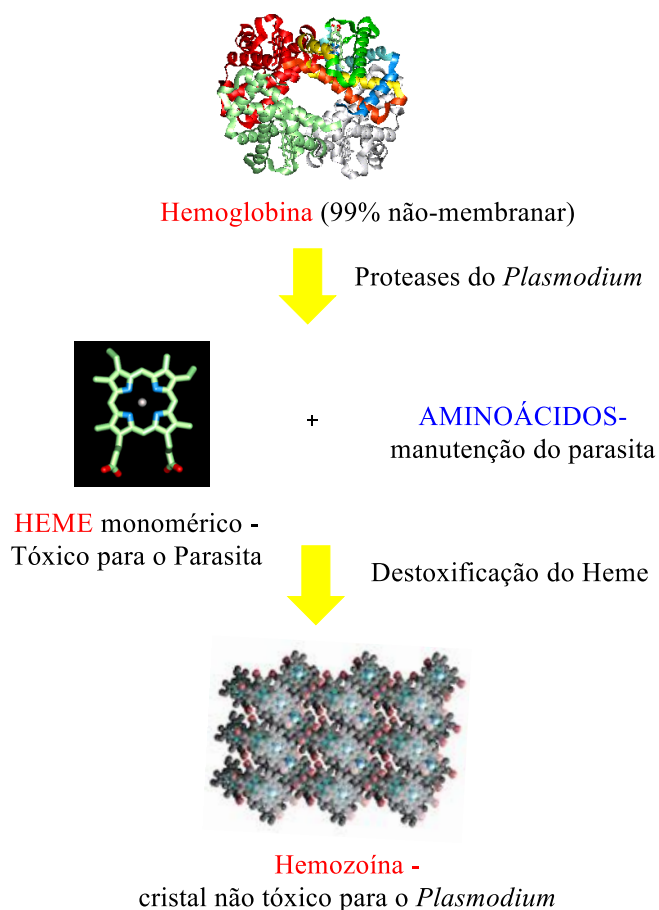 Hemoglobina (99% não-membranar)
Proteases do Plasmodium
+
AMINOÁCIDOS-
manutenção do parasita
HEME monomérico -
Tóxico para o Parasita
Destoxificação do Heme
Hemozoína -
cristal não tóxico para o Plasmodium